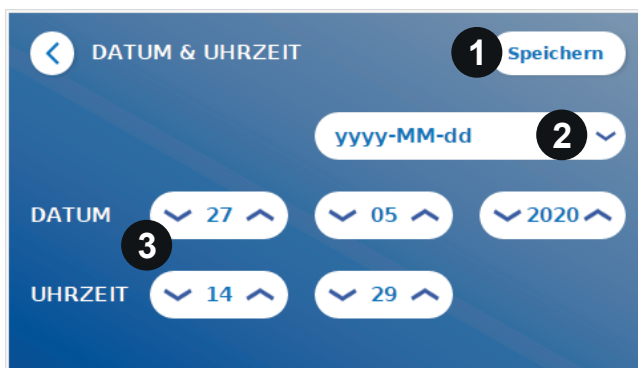 DATUM & UHRZEIT 1 Speichern
yyyy-MM-dd 2
DATUM 27 05 2020
3
UHRZEIT 14 29